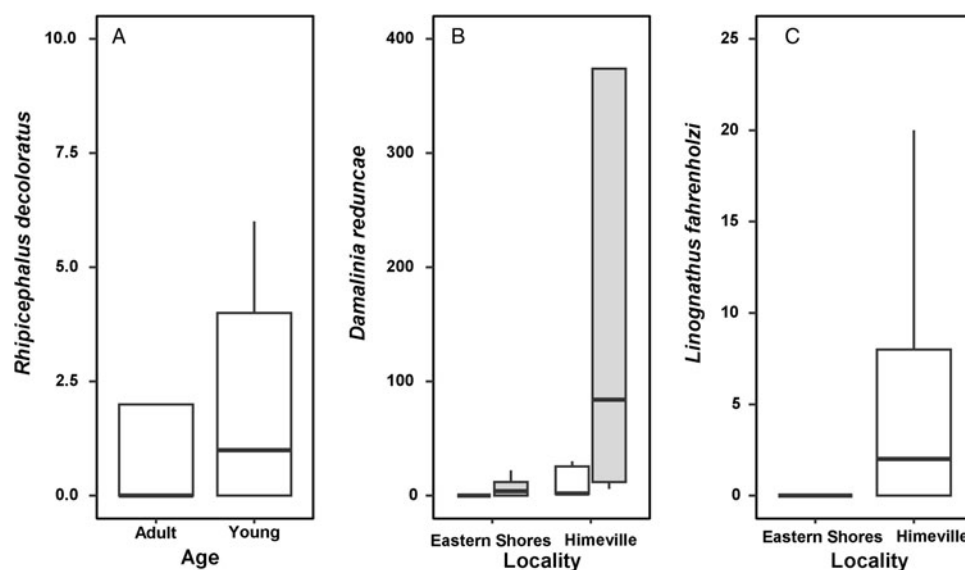 A
10.0
7.5
5.0
2.5
0.0
Rhipicephalus decoloratus
Adult Young
Age
B
400
300
200
100
0
Damalinia reduncae
Eastern Shores Himeville
Locality
C
25
20
15
10
5
0
Linognathus fahrenholzi
Eastern Shores Himeville
Locality